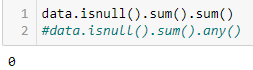 1 data.isnull().sum().sum()
2 #data.isnull().sum().any()
0